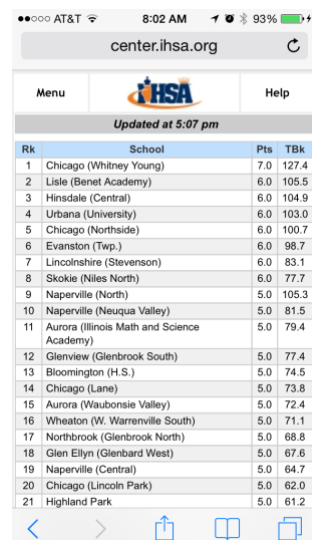 AT&T 8:02 AM 93%
center.ihsa.org
Menu IHSA Help
Updated at 5:07 pm
Rk School Pts TBk
1 Chicago (Whitney Young) 7.0 127.4
2 Lisle (Benet Academy) 6.0 105.5
3 Hinsdale (Central) 6.0 104.9
4 Urbana (University) 6.0 103.0
5 Chicago (Northside) 6.0 100.7
6 Evanston (Twp.) 6.0 98.7
7 Lincolnshire (Stevenson) 6.0 83.1
8 Skokie (Niles North) 6.0 77.7
9 Naperville (North) 5.0 105.3
10 Naperville (Neuqua Valley) 5.0 81.5
11 Aurora (Illinois Math and Science 5.0 79.4
Academy)
12 Glenview (Glenbrook South) 5.0 77.4
13 Bloomington (H.S.) 5.0 74.5
14 Chicago (Lane) 5.0 73.8
15 Aurora (Waubonsie Valley) 5.0 72.4
16 Wheaton (W. Warrenville South) 5.0 71.1
17 Northbrook (Glenbrook North) 5.0 68.8
18 Glen Ellyn (Glenbard West) 5.0 67.6
19 Naperville (Central) 5.0 64.7
20 Chicago (Lincoln Park) 5.0 62.0
21 Highland Park 5.0 61.2